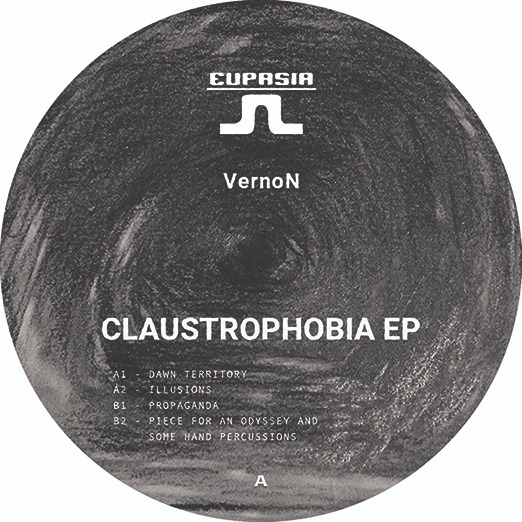 EUPASIA
VernoN
CLAUSTROPHOBIA EP
A1 - DAWN TERRITORY
A2 - ILLUSIONS
B1 - PROPAGANDA
B2 - PIECE FOR AN ODYSSEY AND
SOME HAND PERCUSSIONS
A